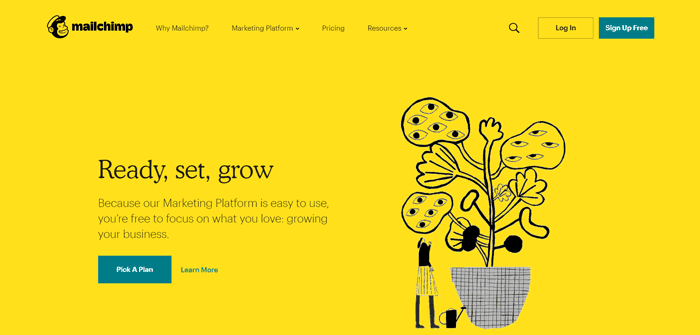 mailchimp
Why Mailchimp?
Marketing Platform
Pricing
Resources
Log In
Sign Up Free
Ready, set, grow
Because our Marketing Platform is easy to use,
you're free to focus on what you love: growing
your business.
Pick A Plan
Learn More